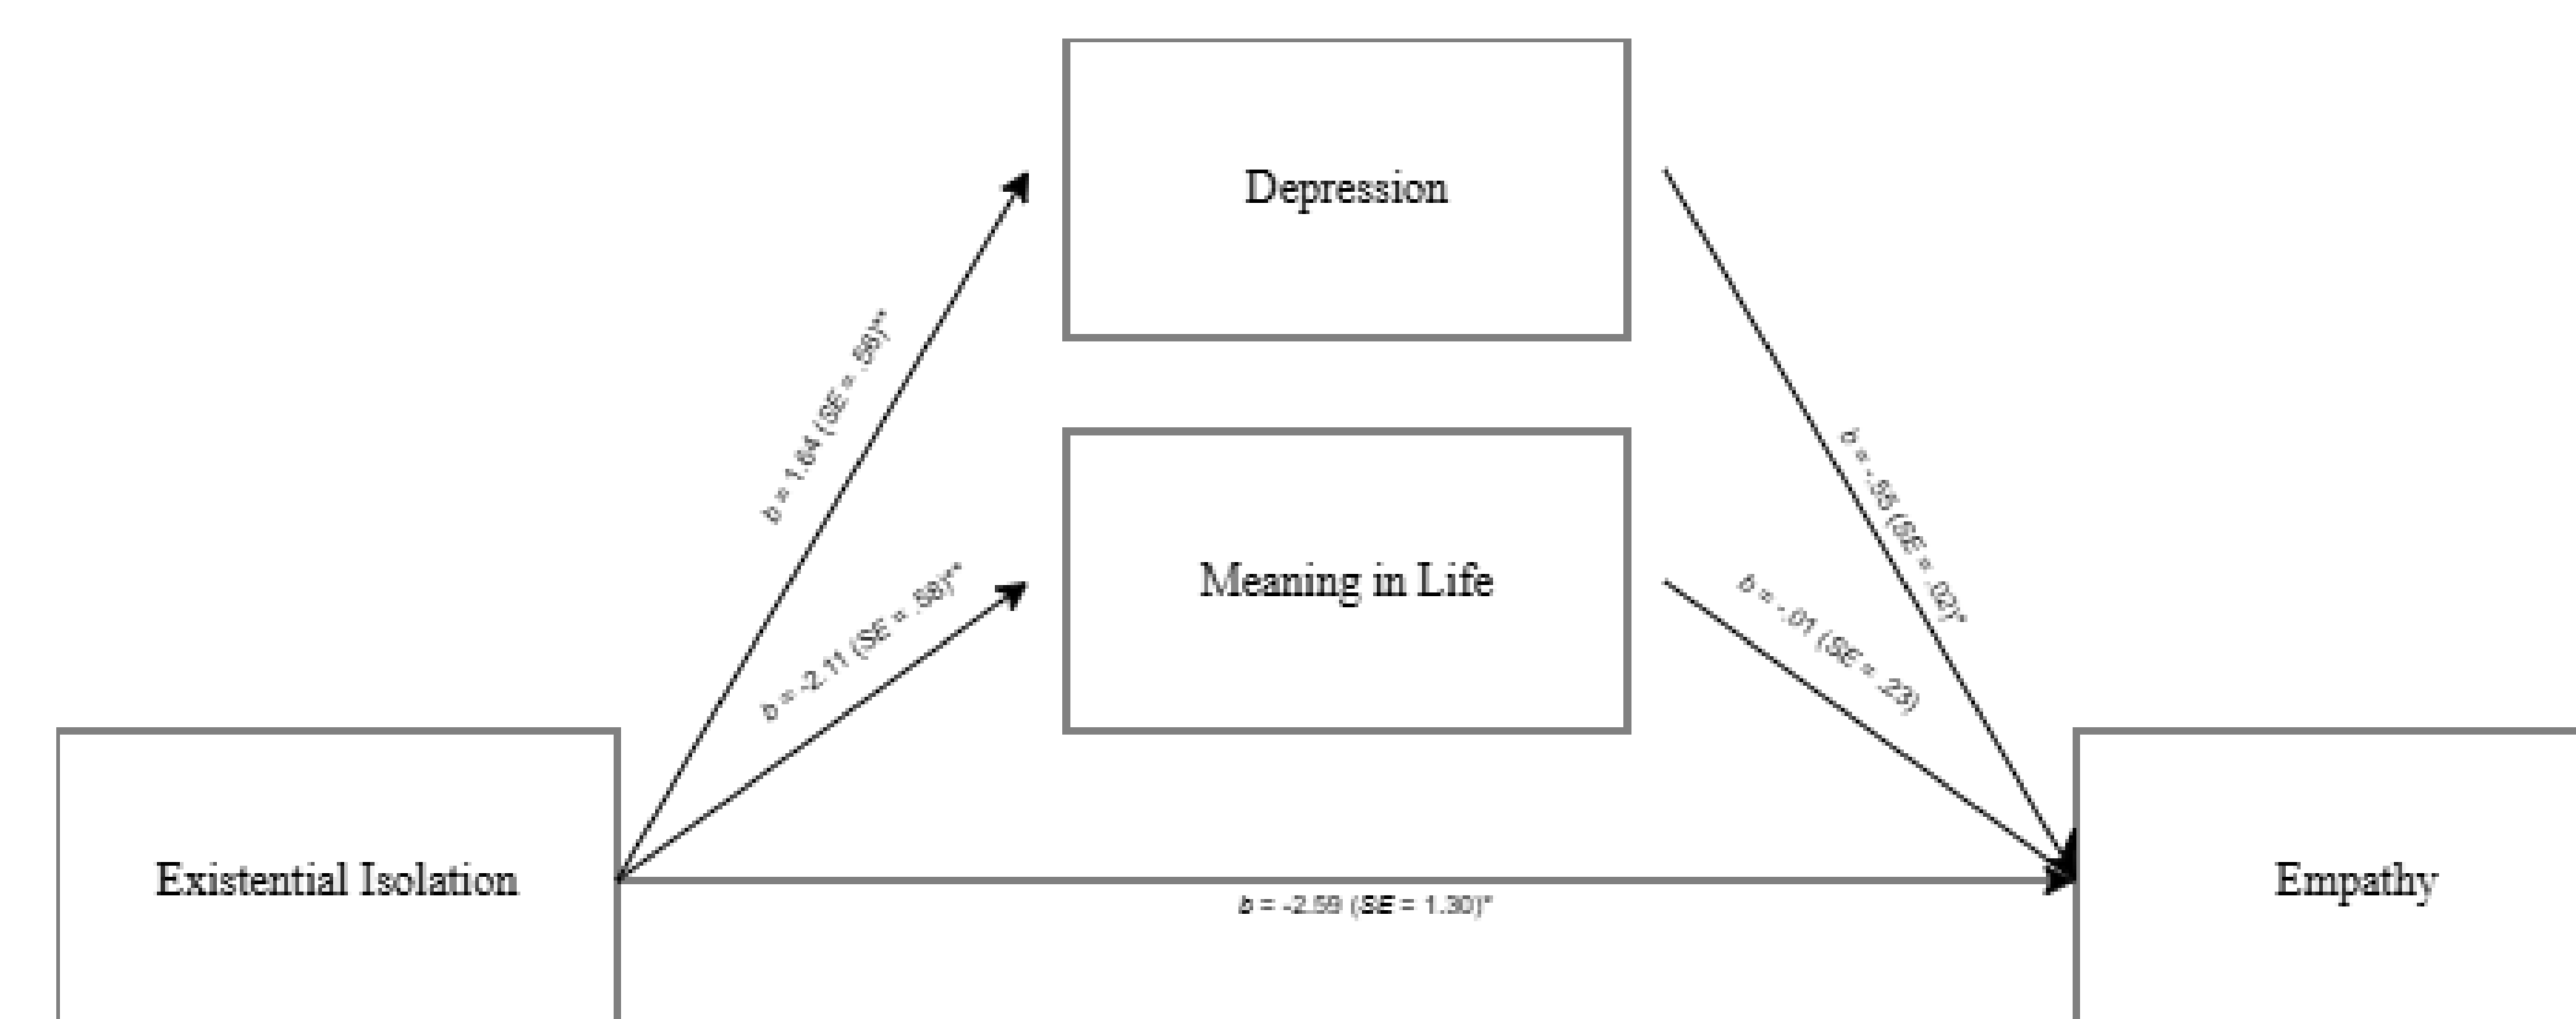 Depression
b = 1.64 (SE = .56)**
b = -.55 (SE = .02)*
Meaning in Life
b = -2.11 (SE = .58)**
b = -.01 (SE = .23)
Existential Isolation
Empathy
b = -2.59 (SE = 1.30)*